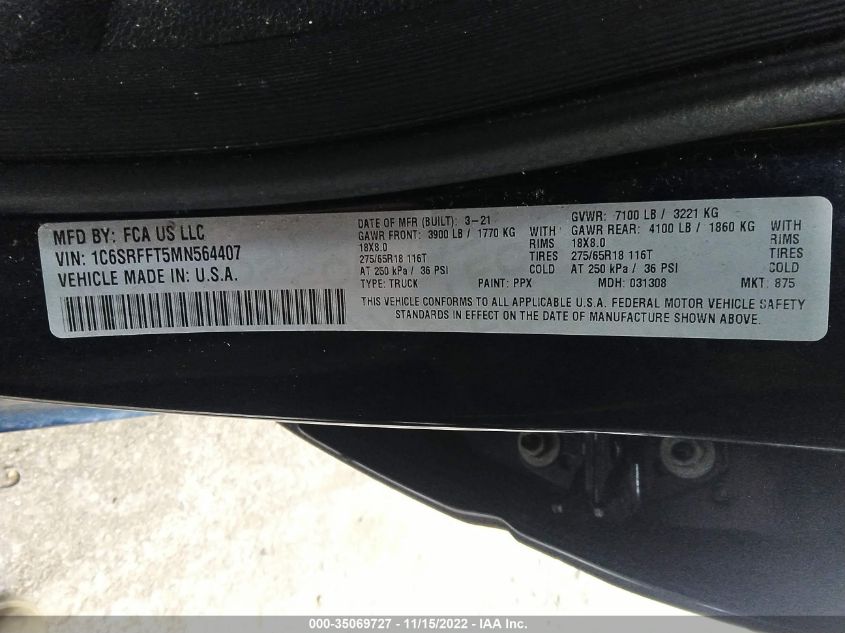 MFD BY: FCA US LLC
VIN: 1C6SRFFT5MN564407
VEHICLE MADE IN: U.S.A.
DATE OF MFR (BUILT): 3-21
GAWR FRONT: 3900 LB / 1770 KG WITH
18X8.0 RIMS
275/65R18 116T TIRES
AT 250 kPa / 36 PSI COLD
TYPE: TRUCK PAINT: PPX
GVWR: 7100 LB / 3221 KG
GAWR REAR: 4100 LB / 1860 KG WITH
18X8.0 RIMS
275/65R18 116T TIRES
AT 250 kPa / 36 PSI COLD
MDH: 031308 MKT: 875
THIS VEHICLE CONFORMS TO ALL APPLICABLE U.S.A. FEDERAL MOTOR VEHICLE SAFETY
STANDARDS IN EFFECT ON THE DATE OF MANUFACTURE SHOWN ABOVE.
000-35069727 - 11/15/2022 - IAA Inc.